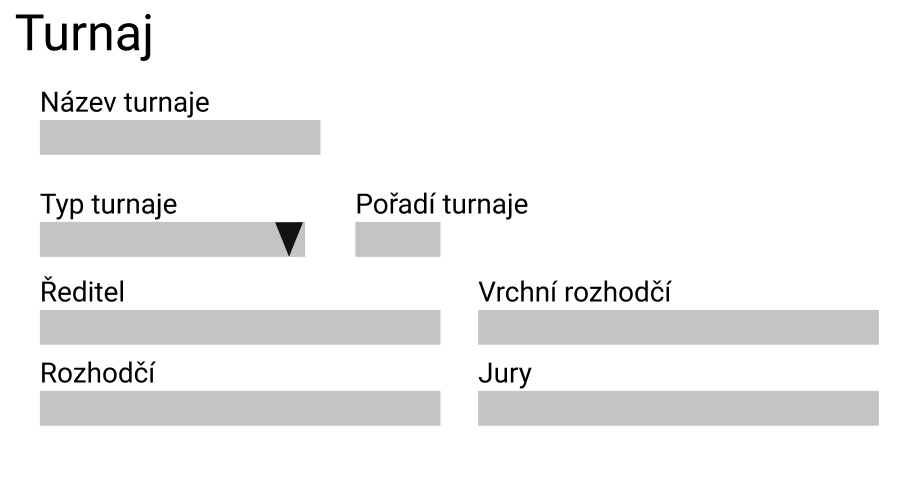 Turnaj
Název turnaje
Typ turnaje
Pořadí turnaje
Ředitel
Vrchní rozhodčí
Rozhodčí
Jury